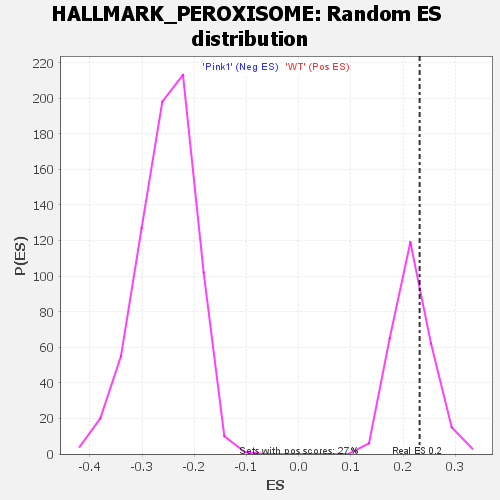 HALLMARK_PEROXISOME: Random ES
distribution
'Pink1' (Neg ES) 'WT' (Pos ES)
220
200
180
160
140
120
100
80
60
40
20
0
P(ES)
Sets with pos scores: 27% Real ES 0.2
-0.4 -0.3 -0.2 -0.1 0.0 0.1 0.2 0.3
ES